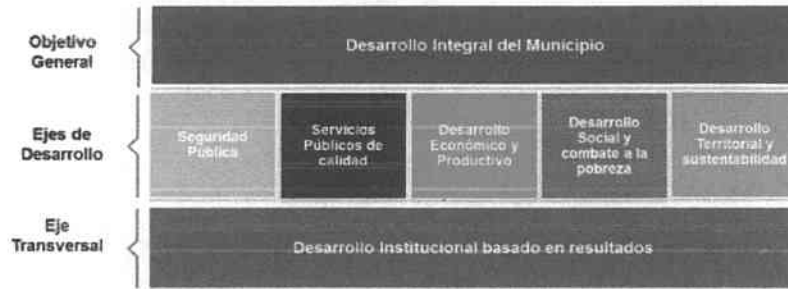 Objetivo
General
Desarrollo Integral del Municipio
Ejes de
Desarrollo
Seguridad
Pública
Servicios
Públicos de
calidad
Desarrollo
Económico y
Productivo
Desarrollo
Social y
combate a la
pobreza
Desarrollo
Territorial y
sustentabilidad
Eje
Transversal
Desarrollo Institucional basado en resultados